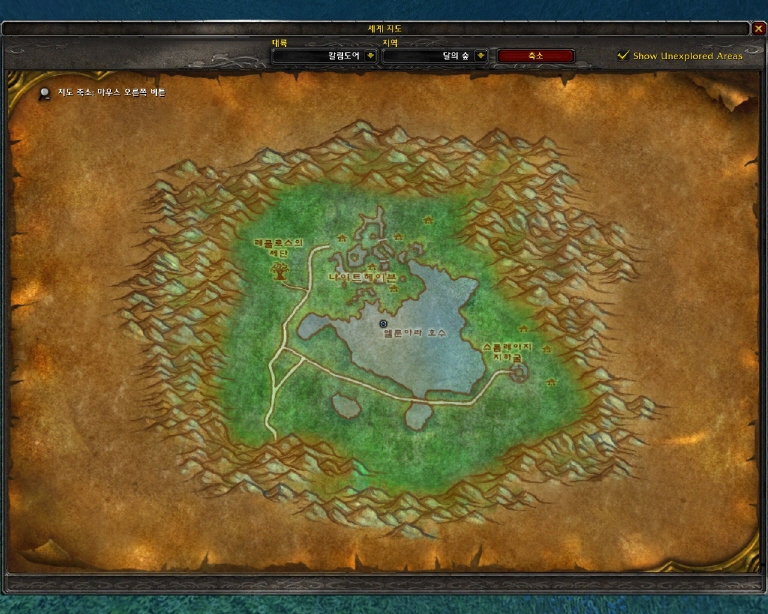 세계 지도
대륙
지역
칼림도어
달의 숲
축소
Show Unexplored Areas
지도 축소: 마우스 오른쪽 버튼
레물로스의
제단
나이트헤이븐
엘룬아라 호수
스톰레이지
지하굴